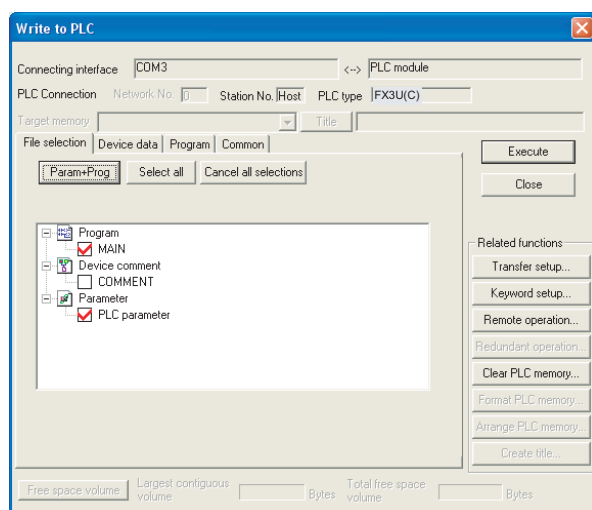 Write to PLC
Connecting interface COM3 <--> PLC module
PLC Connection Network No. 0 Station No. Host PLC type FX3U(C)
Target memory Title
File selection Device data Program Common
Execute
Param+Prog Select all Cancel all selections
Close
Program
MAIN
Device comment
COMMENT
Parameter
PLC parameter
Related functions
Transfer setup...
Keyword setup...
Remote operation...
Redundant operation...
Clear PLC memory...
Format PLC memory...
Arrange PLC memory...
Create title...
Free space volume Largest contiguous volume Bytes Total free space volume Bytes